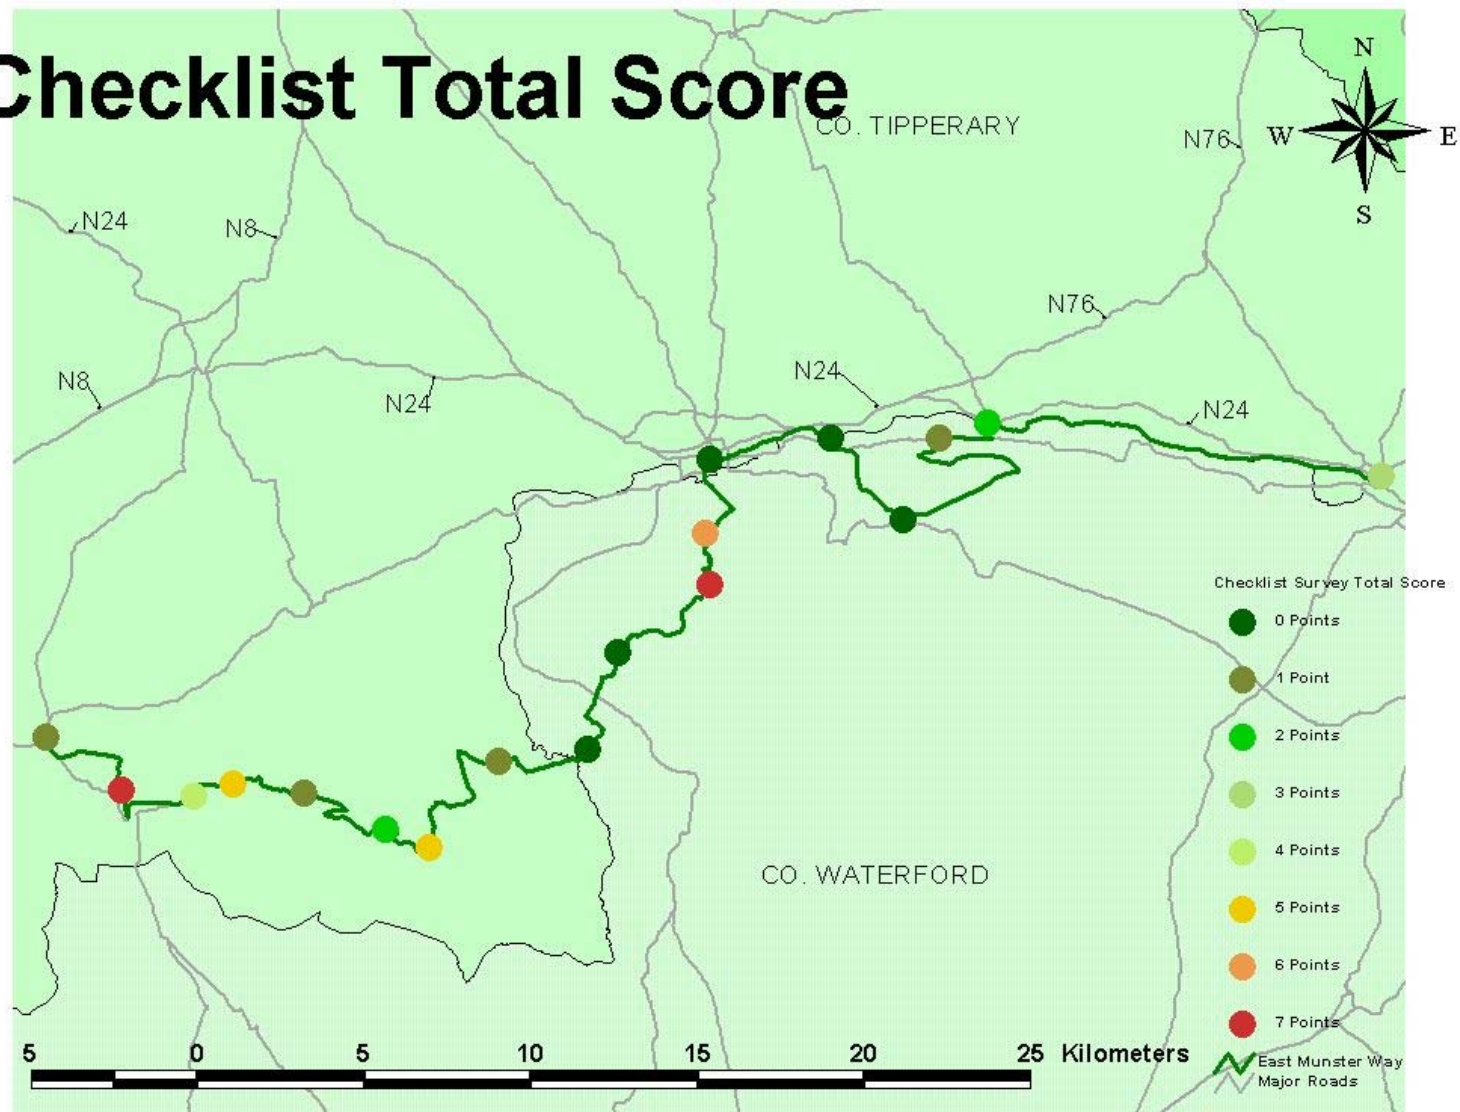 Checklist Total Score
N
W E
S
CO. TIPPERARY
N76
N24
N8
N76
N24
N8
N24
N24
Checklist Survey Total Score
0 Points
1 Point
2 Points
3 Points
4 Points
5 Points
6 Points
7 Points
East Munster Way
Major Roads
CO. WATERFORD
5 0 5 10 15 20 25 Kilometers